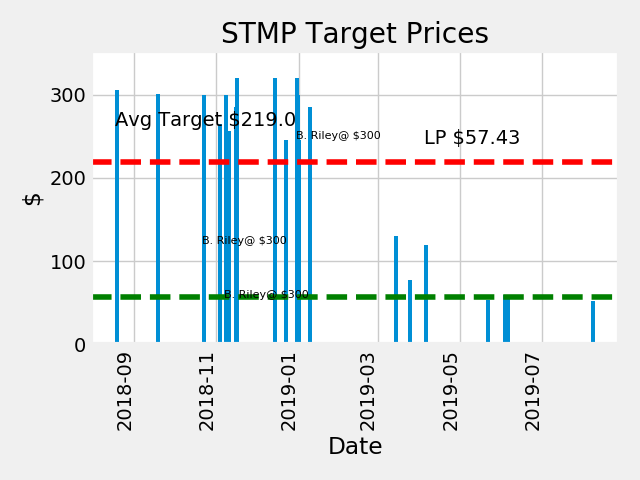 STMP Target Prices
300
Avg Target $219.0
B. Riley@ $300
LP $57.43
200
B. Riley@ $300
100
B. Riley@ $300
0
$
2018-09
2018-11
2019-01
2019-03
2019-05
2019-07
Date